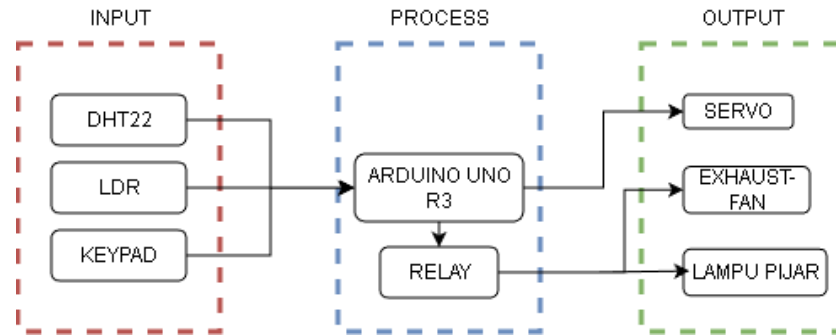 INPUT
PROCESS
OUTPUT
DHT22
LDR
KEYPAD
ARDUINO UNO
R3
RELAY
SERVO
EXHAUST-
FAN
LAMPU PIJAR